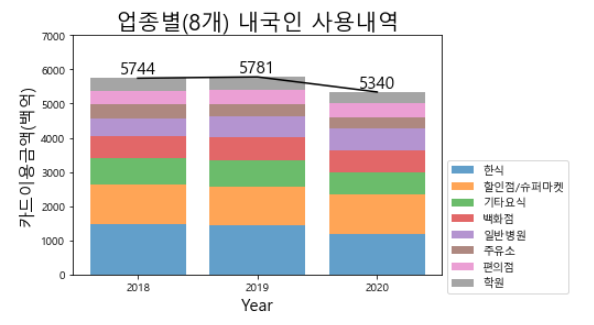 업종별(8개) 내국인 사용내역
카드이용금액(백억)
7000
6000
5000
4000
3000
2000
1000
0
5744
5781
5340
2018
2019
2020
Year
한식
할인점/슈퍼마켓
기타요식
백화점
일반병원
주유소
편의점
학원